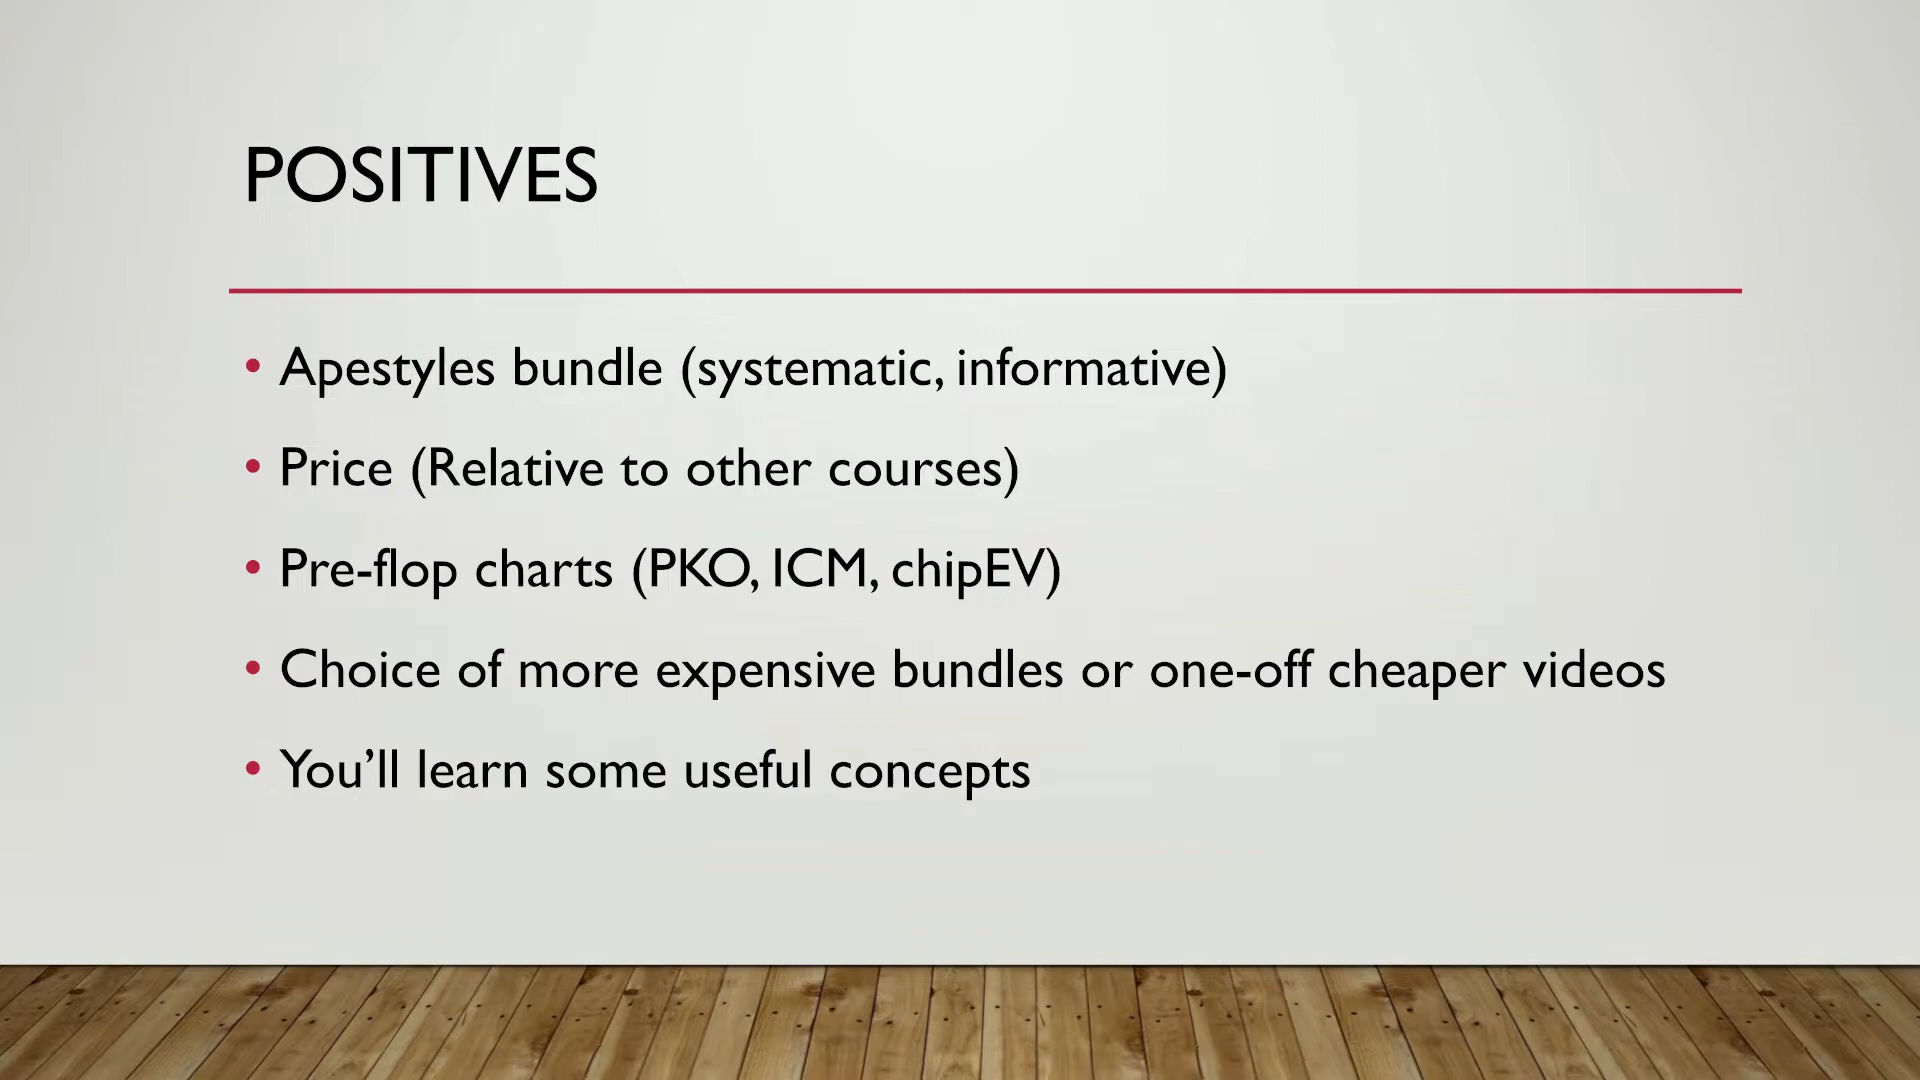 POSITIVES
• Apestyles bundle (systematic, informative)
• Price (Relative to other courses)
• Pre-flop charts (PKO, ICM, chipEV)
• Choice of more expensive bundles or one-off cheaper videos
• You’ll learn some useful concepts